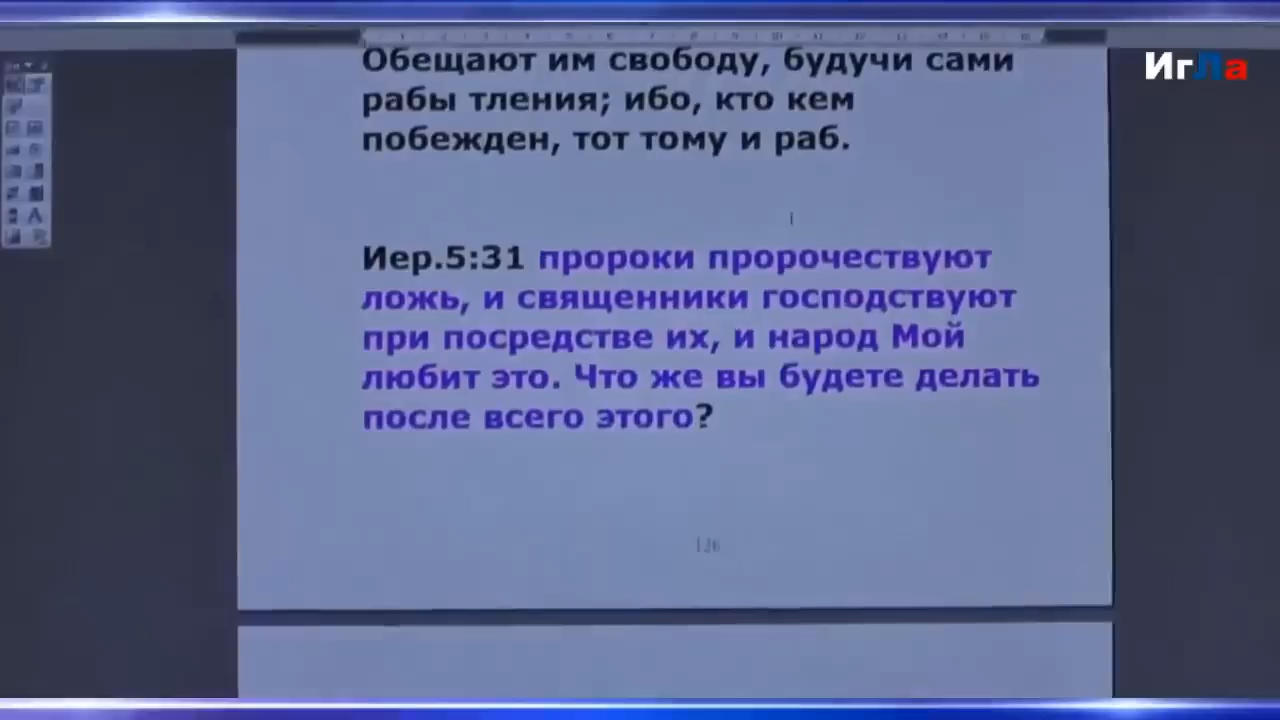 ИгЛа
Обещают им свободу, будучи сами
рабы тления; ибо, кто кем
побежден, тот тому и раб.
Иер.5:31 пророки пророчествуют
ложь, и священники господствуют
при посредстве их, и народ Мой
любит это. Что же вы будете делать
после всего этого?
126